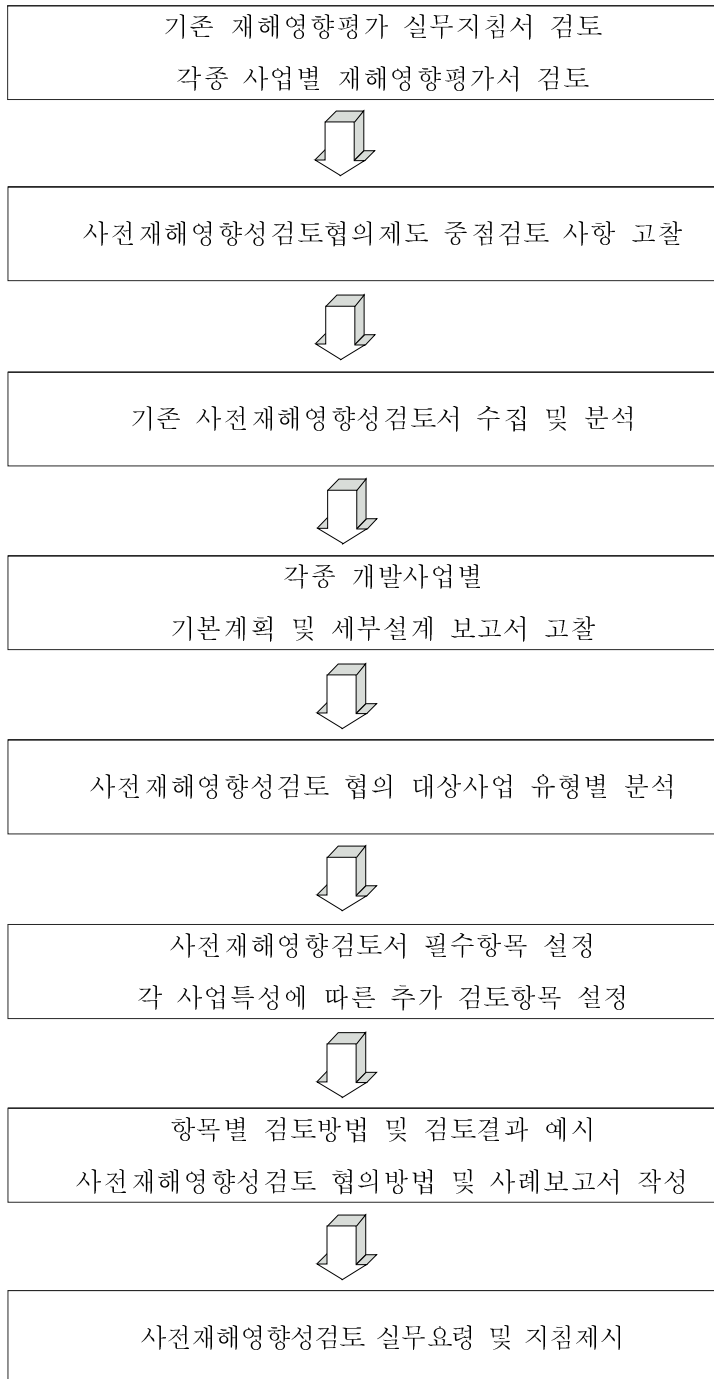 기존 재해영향평가 실무지침서 검토
각종 사업별 재해영향평가서 검토
사전재해영향성검토협의제도 중점검토 사항 고찰
기존 사전재해영향성검토서 수집 및 분석
각종 개발사업별
기본계획 및 세부설계 보고서 고찰
사전재해영향성검토 협의 대상사업 유형별 분석
사전재해영향검토서 필수항목 설정
각 사업특성에 따른 추가 검토항목 설정
항목별 검토방법 및 검토결과 예시
사전재해영향성검토 협의방법 및 사례보고서 작성
사전재해영향성검토 실무요령 및 지침제시